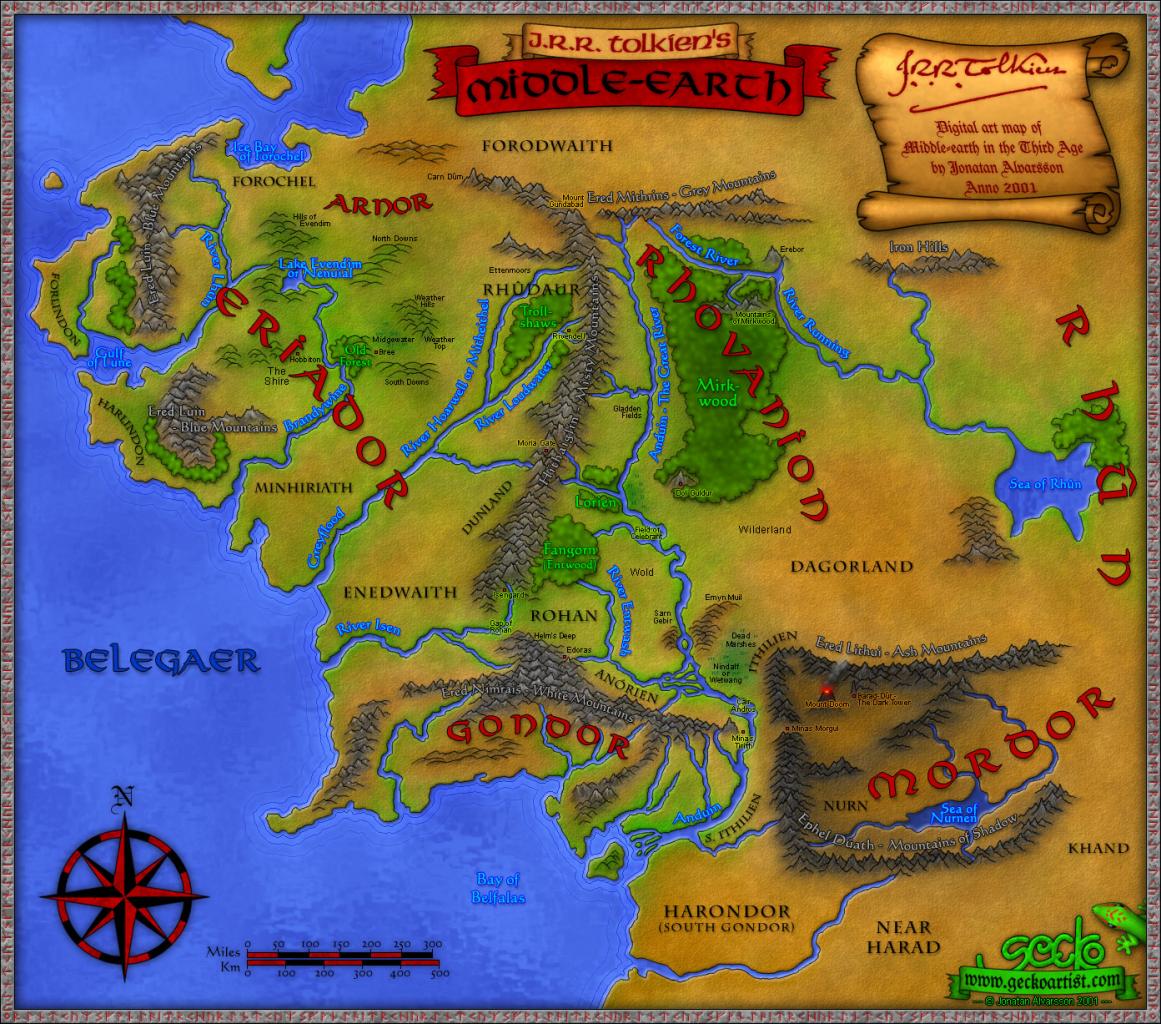 J.R.R. Tolkien's
Middle-earth
J.R.R. Tolkien
Digital art map of
Middle-earth in the Third Age
by Jonatan Alvarsson
Anno 2001
Ice Bay
of Forochel
FOROCHEL
FORODWAITH
Carn Dûm
Mount
Gundabad
Ered Mithrins - Grey Mountains
ARNOR
Hills of
Evendim
North Downs
Lake Evendim
or Nenuial
River Lhun
Ered Luin - Blue Mountains
FORLINDON
Gulf
of Lune
HARLINDON
Ered Luin
- Blue Mountains
ERIADOR
Hobbiton
The
Shire
Old
Forest
Midgewater
Bree
Weather
Hills
Weather
Top
South Downs
Brandywine
MINHIRIATH
Ettenmoors
RHÛDAUR
Troll-
shaws
Rivendell
River Hoarwell or Mitheithel
River Loudwater
Hithaiglin - Misty Mountains
Moria Gate
DUNLAND
Greyflood
ENEDWAITH
River Isen
RHOVANION
Forest River
Erebor
Iron Hills
Mountains
of Mirkwood
River Running
Mirk-
wood
Anduin - The Great River
Gladden
Fields
Dol Guldur
Lórien
Field of
Celebrant
Wilderland
Fangorn
(Entwood)
Wold
RHÛN
Sea of Rhûn
DAGORLAND
Isengard
Gap of
Rohan
ROHAN
River Entwash
Helm's Deep
Edoras
Sarn
Gebir
Emyn Muil
Dead
Marshes
Nindalf
or
Wetwang
ITHILIEN
Ered Lithui - Ash Mountains
ANÓRIEN
Ered Nimrais - White Mountains
Cair
Andros
Minas
Tirith
GONDOR
Mount Doom
Barad-Dûr-
The Dark Tower
Minas Morgul
MORDOR
NURN
Sea of
Nurnen
Ephel Dúath - Mountains of Shadow
Anduin
S. ITHILIEN
KHAND
BELEGAER
Bay of
Belfalas
HARONDOR
(SOUTH GONDOR)
NEAR
HARAD
N
Miles 0 50 100 150 200 250 300
Km 0 100 200 300 400 500
Gecko
www.geckoartist.com
© Jonatan Alvarsson 2001